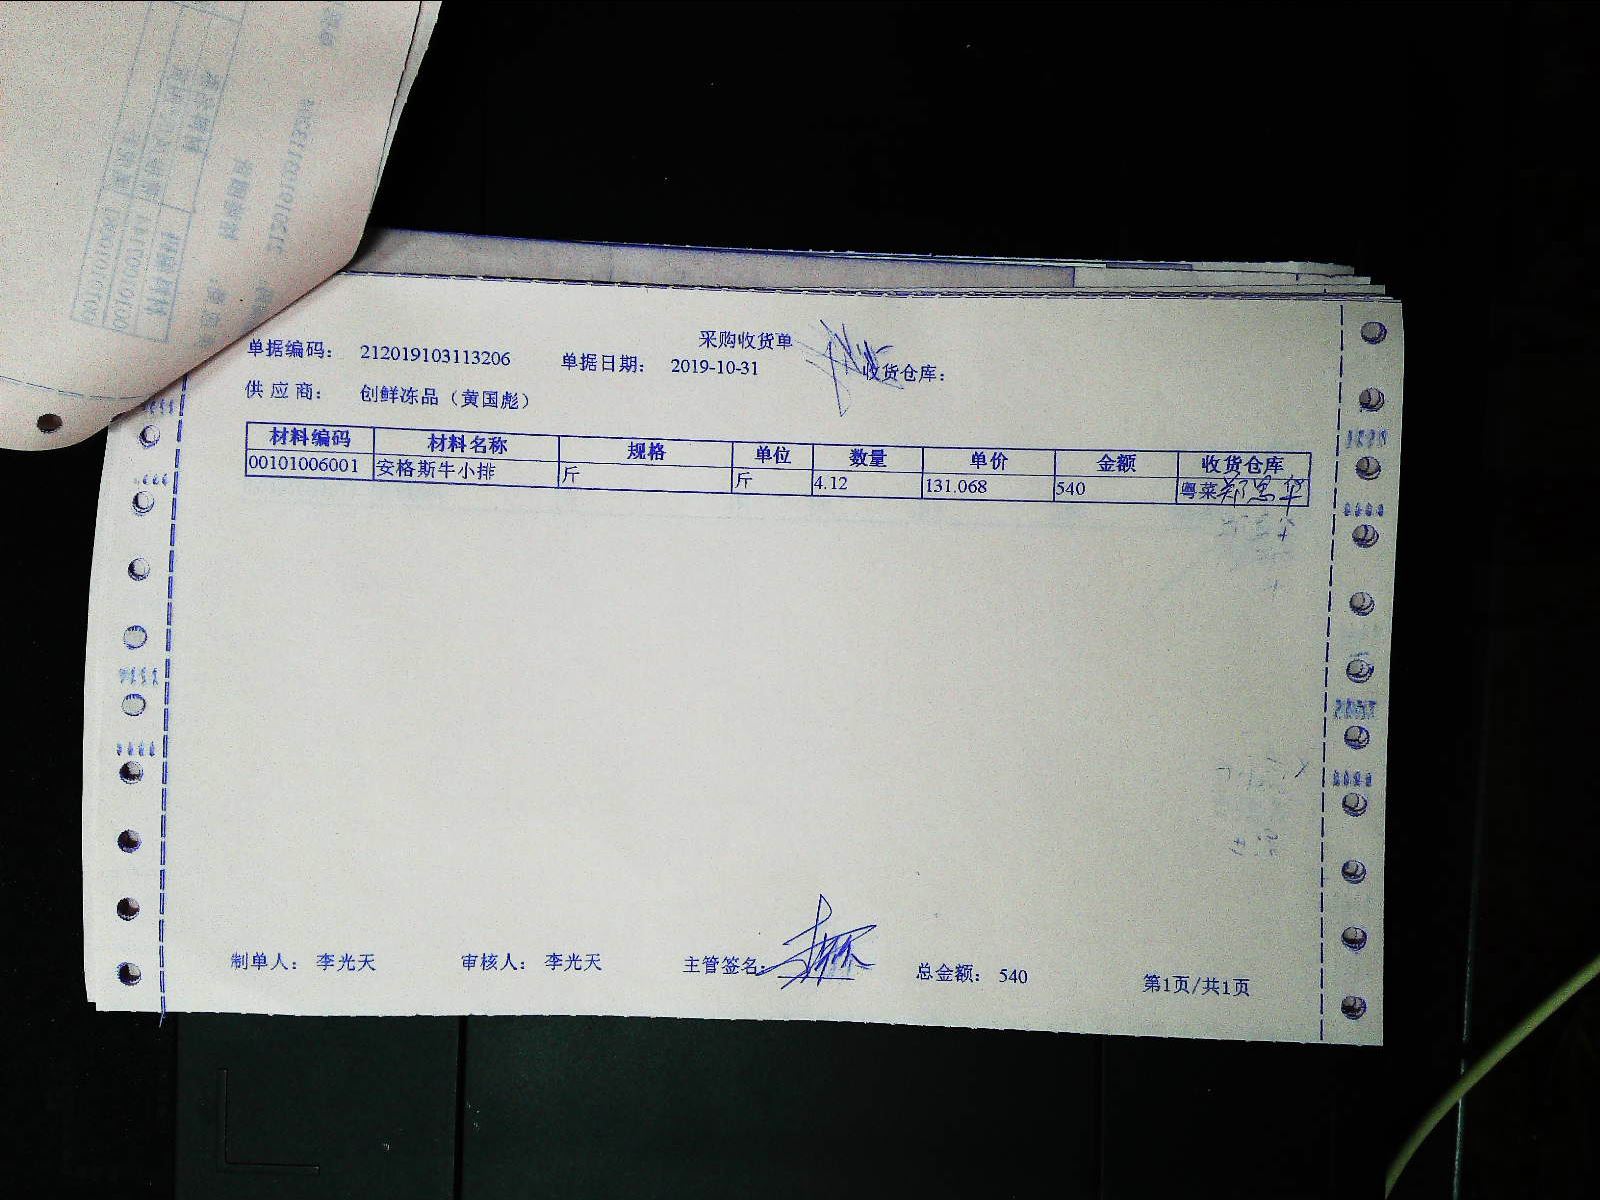 采购收货单
单据编码： 212019103113206 单据日期： 2019-10-31 收货仓库：
供应商： 创鲜冻品（黄国彪）
材料编码 材料名称 规格 单位 数量 单价 金额 收货仓库
00101006001 安格斯牛小排 斤 斤 4.12 131.068 540 粤菜
制单人： 李光天 审核人： 李光天 主管签名： 总金额： 540 第1页/共1页